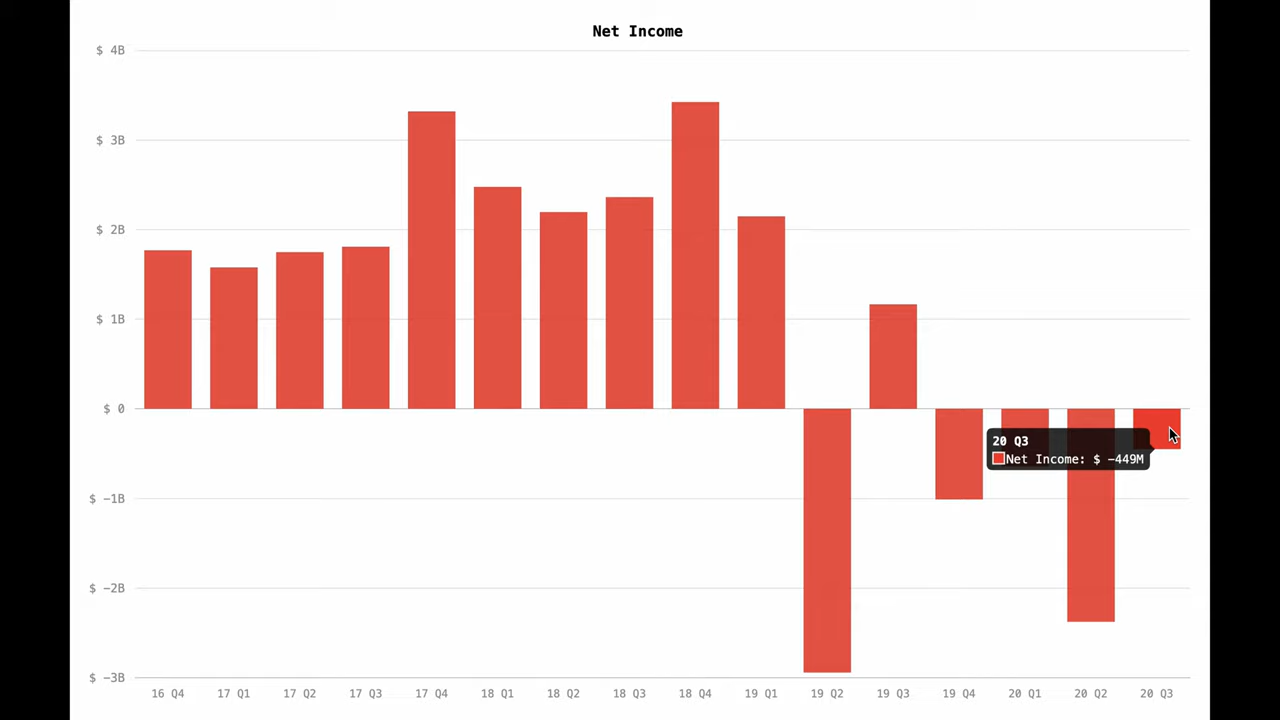 Net Income
$ 4B
$ 3B
$ 2B
$ 1B
$ 0
$ -1B
$ -2B
$ -3B
20 Q3
Net Income: $ -449M
16 Q4 17 Q1 17 Q2 17 Q3 17 Q4 18 Q1 18 Q2 18 Q3 18 Q4 19 Q1 19 Q2 19 Q3 19 Q4 20 Q1 20 Q2 20 Q3